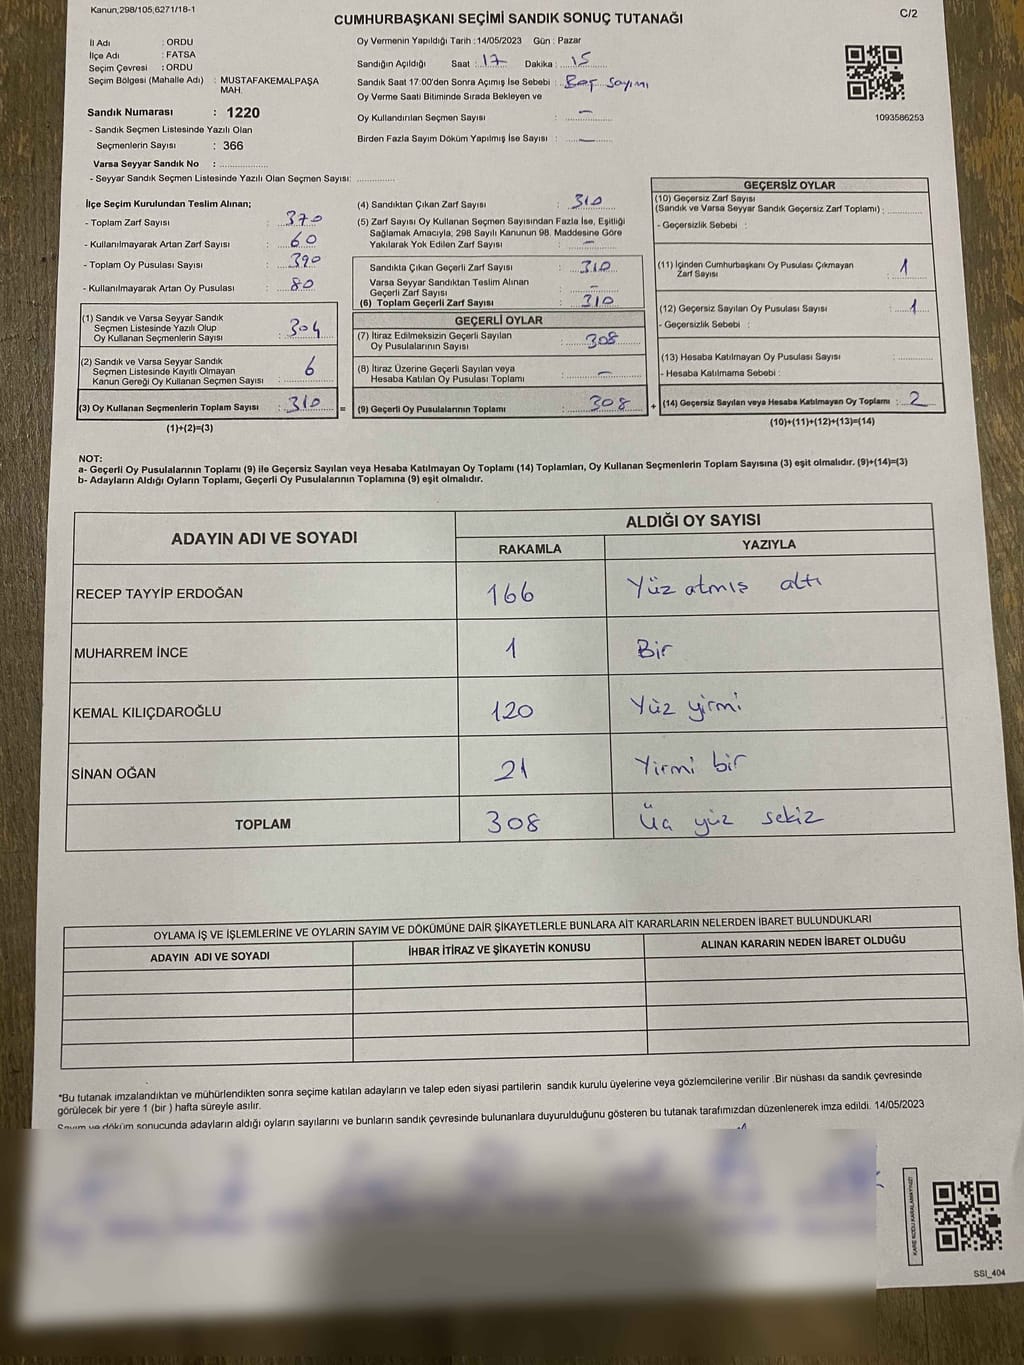 Kanun,298/105,6271/18-1
CUMHURBAŞKANI SEÇİMİ SANDIK SONUÇ TUTANAĞI
C/2
İl Adı : ORDU
İlçe Adı : FATSA
Seçim Çevresi : ORDU
Seçim Bölgesi (Mahalle Adı) : MUSTAFAKEMALPAŞA
MAH.
Sandık Numarası : 1220
- Sandık Seçmen Listesinde Yazılı Olan
Seçmenlerin Sayısı : 366
Varsa Seyyar Sandık No : ..................
- Seyyar Sandık Seçmen Listesinde Yazılı Olan Seçmen Sayısı: ..............
Oy Vermenin Yapıldığı Tarih : 14/05/2023 Gün : Pazar
Sandığın Açıldığı Saat : 17 Dakika : 15
Sandık Saat 17:00'den Sonra Açımış İse Sebebi : Baş sayımı
Oy Verme Saati Bitiminde Sırada Bekleyen ve
Oy Kullandırılan Seçmen Sayısı : —
Birden Fazla Sayım Döküm Yapılmış İse Sayısı : —
1093586253
İlçe Seçim Kurulundan Teslim Alınan;
- Toplam Zarf Sayısı : 370
- Kullanılmayarak Artan Zarf Sayısı : 60
- Toplam Oy Pusulası Sayısı : 390
- Kullanılmayarak Artan Oy Pusulası : 80
(1) Sandık ve Varsa Seyyar Sandık
Seçmen Listesinde Yazılı Olup
Oy Kullanan Seçmenlerin Sayısı : 304
(2) Sandık ve Varsa Seyyar Sandık
Seçmen Listesinde Kayıtlı Olmayan
Kanun Gereği Oy Kullanan Seçmen Sayısı : 6
(3) Oy Kullanan Seçmenlerin Toplam Sayısı : 310
(1)+(2)=(3)
(4) Sandıktan Çıkan Zarf Sayısı : 310
(5) Zarf Sayısı Oy Kullanan Seçmen Sayısından Fazla İse, Eşitliği
Sağlamak Amacıyla, 298 Sayılı Kanunun 98. Maddesine Göre
Yakılarak Yok Edilen Zarf Sayısı : —
Sandıkta Çıkan Geçerli Zarf Sayısı : 310
Varsa Seyyar Sandıktan Teslim Alınan
Geçerli Zarf Sayısı : —
(6) Toplam Geçerli Zarf Sayısı : 310
GEÇERLİ OYLAR
(7) İtiraz Edilmeksizin Geçerli Sayılan
Oy Pusulalarının Sayısı : 308
(8) İtiraz Üzerine Geçerli Sayılan veya
Hesaba Katılan Oy Pusulası Toplamı : —
= (9) Geçerli Oy Pusulalarının Toplamı : 308
GEÇERSİZ OYLAR
(10) Geçersiz Zarf Sayısı
(Sandık ve Varsa Seyyar Sandık Geçersiz Zarf Toplamı) : ............
- Geçersizlik Sebebi :
(11) İçinden Cumhurbaşkanı Oy Pusulası Çıkmayan
Zarf Sayısı : 1
(12) Geçersiz Sayılan Oy Pusulası Sayısı : 1
- Geçersizlik Sebebi :
(13) Hesaba Katılmayan Oy Pusulası Sayısı : ............
- Hesaba Katılmama Sebebi :
+ (14) Geçersiz Sayılan veya Hesaba Katılmayan Oy Toplamı : 2
(10)+(11)+(12)+(13)=(14)
NOT:
a- Geçerli Oy Pusulalarının Toplamı (9) ile Geçersiz Sayılan veya Hesaba Katılmayan Oy Toplamı (14) Toplamları, Oy Kullanan Seçmenlerin Toplam Sayısına (3) eşit olmalıdır. (9)+(14)=(3)
b- Adayların Aldığı Oyların Toplamı, Geçerli Oy Pusulalarının Toplamına (9) eşit olmalıdır.
ADAYIN ADI VE SOYADI
ALDIĞI OY SAYISI
RAKAMLA YAZIYLA
RECEP TAYYİP ERDOĞAN 166 Yüz atmış altı
MUHARREM İNCE 1 Bir
KEMAL KILIÇDAROĞLU 120 Yüz yirmi
SİNAN OĞAN 21 Yirmi bir
TOPLAM 308 Üç yüz sekiz
OYLAMA İŞ VE İŞLEMLERİNE VE OYLARIN SAYIM VE DÖKÜMÜNE DAİR ŞİKAYETLERLE BUNLARA AİT KARARLARIN NELERDEN İBARET BULUNDUKLARI
ADAYIN ADI VE SOYADI İHBAR İTİRAZ VE ŞİKAYETİN KONUSU ALINAN KARARIN NEDEN İBARET OLDUĞU
*Bu tutanak imzalandıktan ve mühürlendikten sonra seçime katılan adayların ve talep eden siyasi partilerin sandık kurulu üyelerine veya gözlemcilerine verilir .Bir nüshası da sandık çevresinde
görülecek bir yere 1 (bir ) hafta süreyle asılır.
Sayım ve döküm sonucunda adayların aldığı oyların sayılarını ve bunların sandık çevresinde bulunanlara duyurulduğunu gösteren bu tutanak tarafımızdan düzenlenerek imza edildi. 14/05/2023
KARE KODU KARALAMAYINIZ!
SSI_404